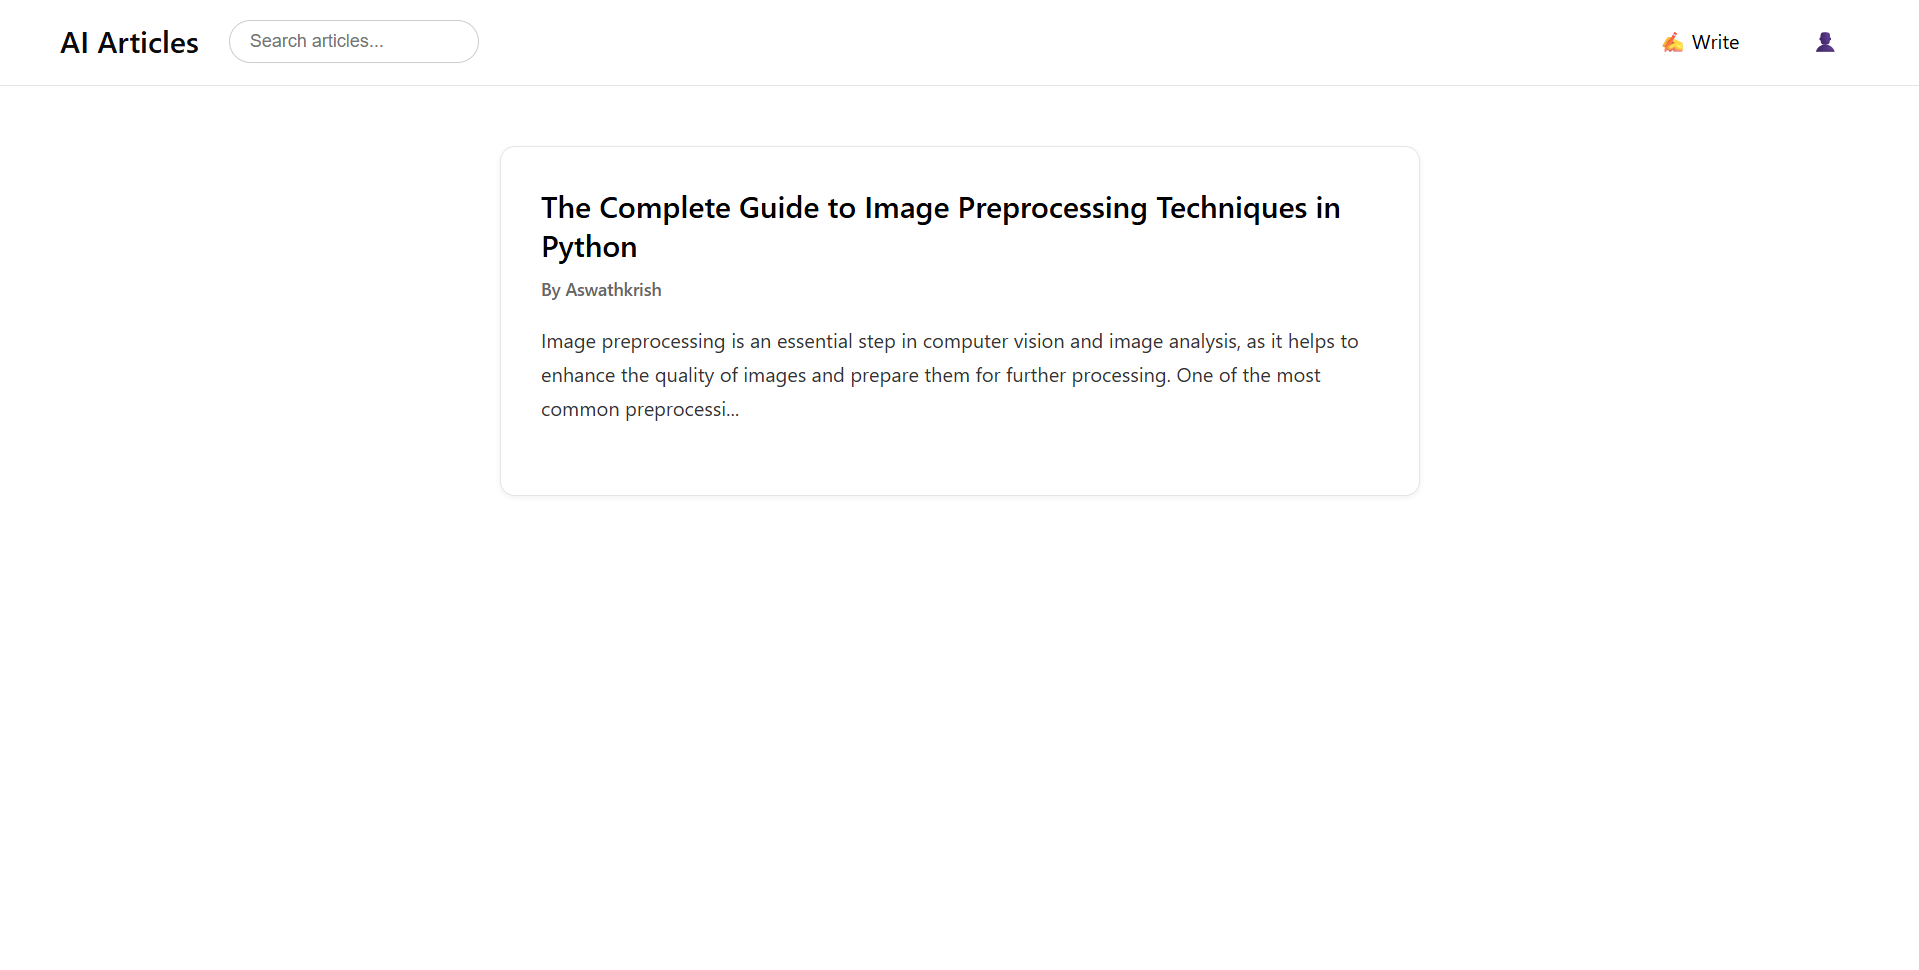 AI Articles
Search articles...
✍️ Write
The Complete Guide to Image Preprocessing Techniques in
Python
By Aswathkrish
Image preprocessing is an essential step in computer vision and image analysis, as it helps to
enhance the quality of images and prepare them for further processing. One of the most
common preprocessi...